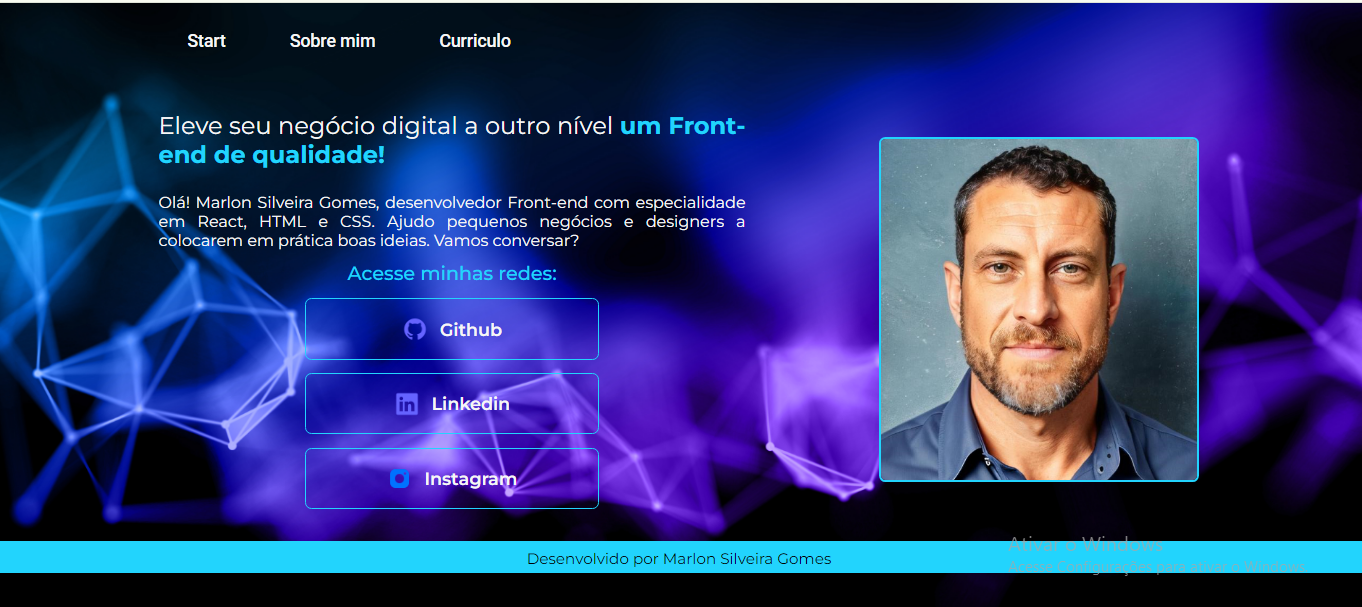 Start Sobre mim Curriculo
Eleve seu negócio digital a outro nível um Front-
end de qualidade!
Olá! Marlon Silveira Gomes, desenvolvedor Front-end com especialidade
em React, HTML e CSS. Ajudo pequenos negócios e designers a
colocarem em prática boas ideias. Vamos conversar?
Acesse minhas redes:
Github
Linkedin
Instagram
Ativar o Windows
Acesse Configurações para ativar o Windows.
Desenvolvido por Marlon Silveira Gomes